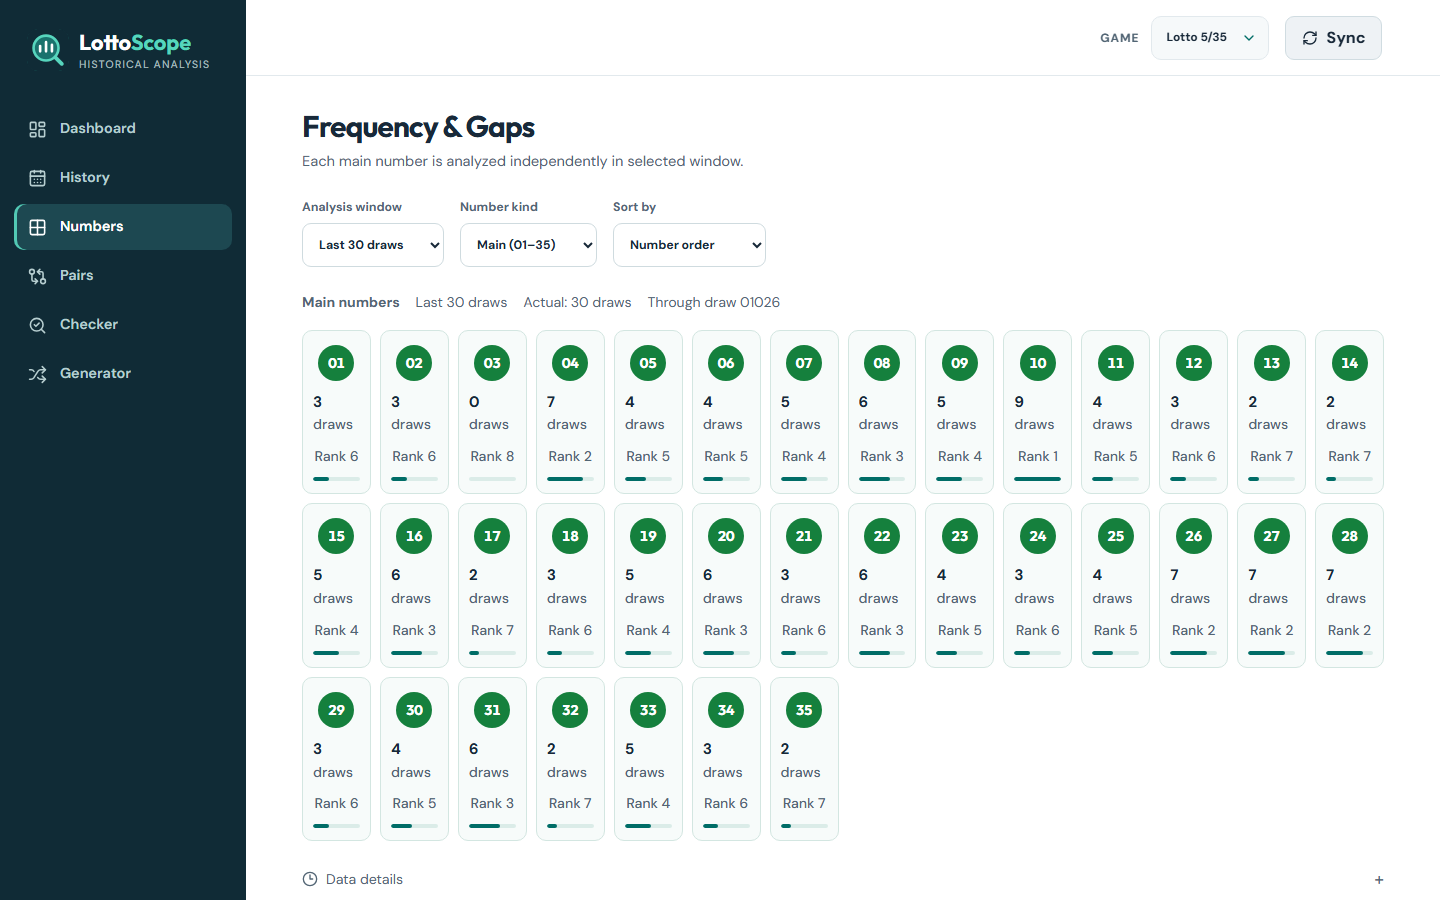 LottoScope
HISTORICAL ANALYSIS
Dashboard
History
Numbers
Pairs
Checker
Generator
GAME Lotto 5/35 Sync
Frequency & Gaps
Each main number is analyzed independently in selected window.
Analysis window Number kind Sort by
Last 30 draws Main (01–35) Number order
Main numbers Last 30 draws Actual: 30 draws Through draw 01026
01 02 03 04 05 06 07 08 09 10 11 12 13 14
3 3 0 7 4 4 5 6 5 9 4 3 2 2
draws draws draws draws draws draws draws draws draws draws draws draws draws draws
Rank 6 Rank 6 Rank 8 Rank 2 Rank 5 Rank 5 Rank 4 Rank 3 Rank 4 Rank 1 Rank 5 Rank 6 Rank 7 Rank 7
15 16 17 18 19 20 21 22 23 24 25 26 27 28
5 6 2 3 5 6 3 6 4 3 4 7 7 7
draws draws draws draws draws draws draws draws draws draws draws draws draws draws
Rank 4 Rank 3 Rank 7 Rank 6 Rank 4 Rank 3 Rank 6 Rank 3 Rank 5 Rank 6 Rank 5 Rank 2 Rank 2 Rank 2
29 30 31 32 33 34 35
3 4 6 2 5 3 2
draws draws draws draws draws draws draws
Rank 6 Rank 5 Rank 3 Rank 7 Rank 4 Rank 6 Rank 7
Data details +